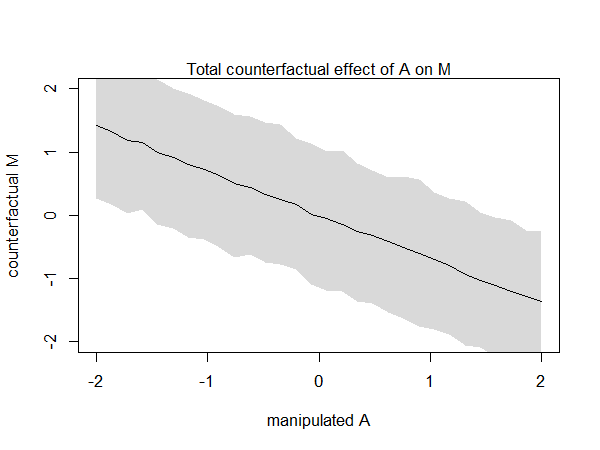 Total counterfactual effect of A on M
counterfactual M
2
1
0
-1
-2
-2 -1 0 1 2
manipulated A